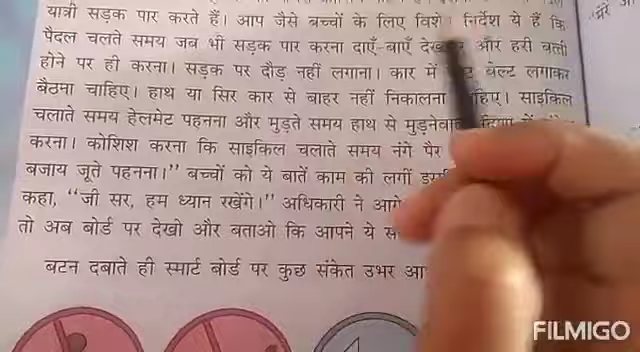 यात्री सड़क पार करते हैं। आप जैसे बच्चों के लिए निर्देश ये हैं कि
"मेरे
पैदल चलते समय जब भी सड़क पार करना दाएँ-बाएँ और हरी बत्ती
होने पर ही करना। सड़क पर दौड़ नहीं लगाना। कार में बेल्ट लगाकर
बैठना चाहिए। हाथ या सिर कार से बाहर नहीं निकालना
साइकिल
चलाते समय हेलमेट पहनना और मुड़ते समय हाथ से
करना। कोशिश करना कि साइकिल चलाते समय नंगे पैर
बजाय जूते पहनना।" बच्चों को ये बातें काम की लगीं
कहा, "जी सर, हम ध्यान रखेंगे।" अधिकारी ने
तो अब बोर्ड पर देखो और बताओ कि आपने ये
बटन दबाते ही स्मार्ट बोर्ड पर कुछ संकेत उभर
FILMIGO